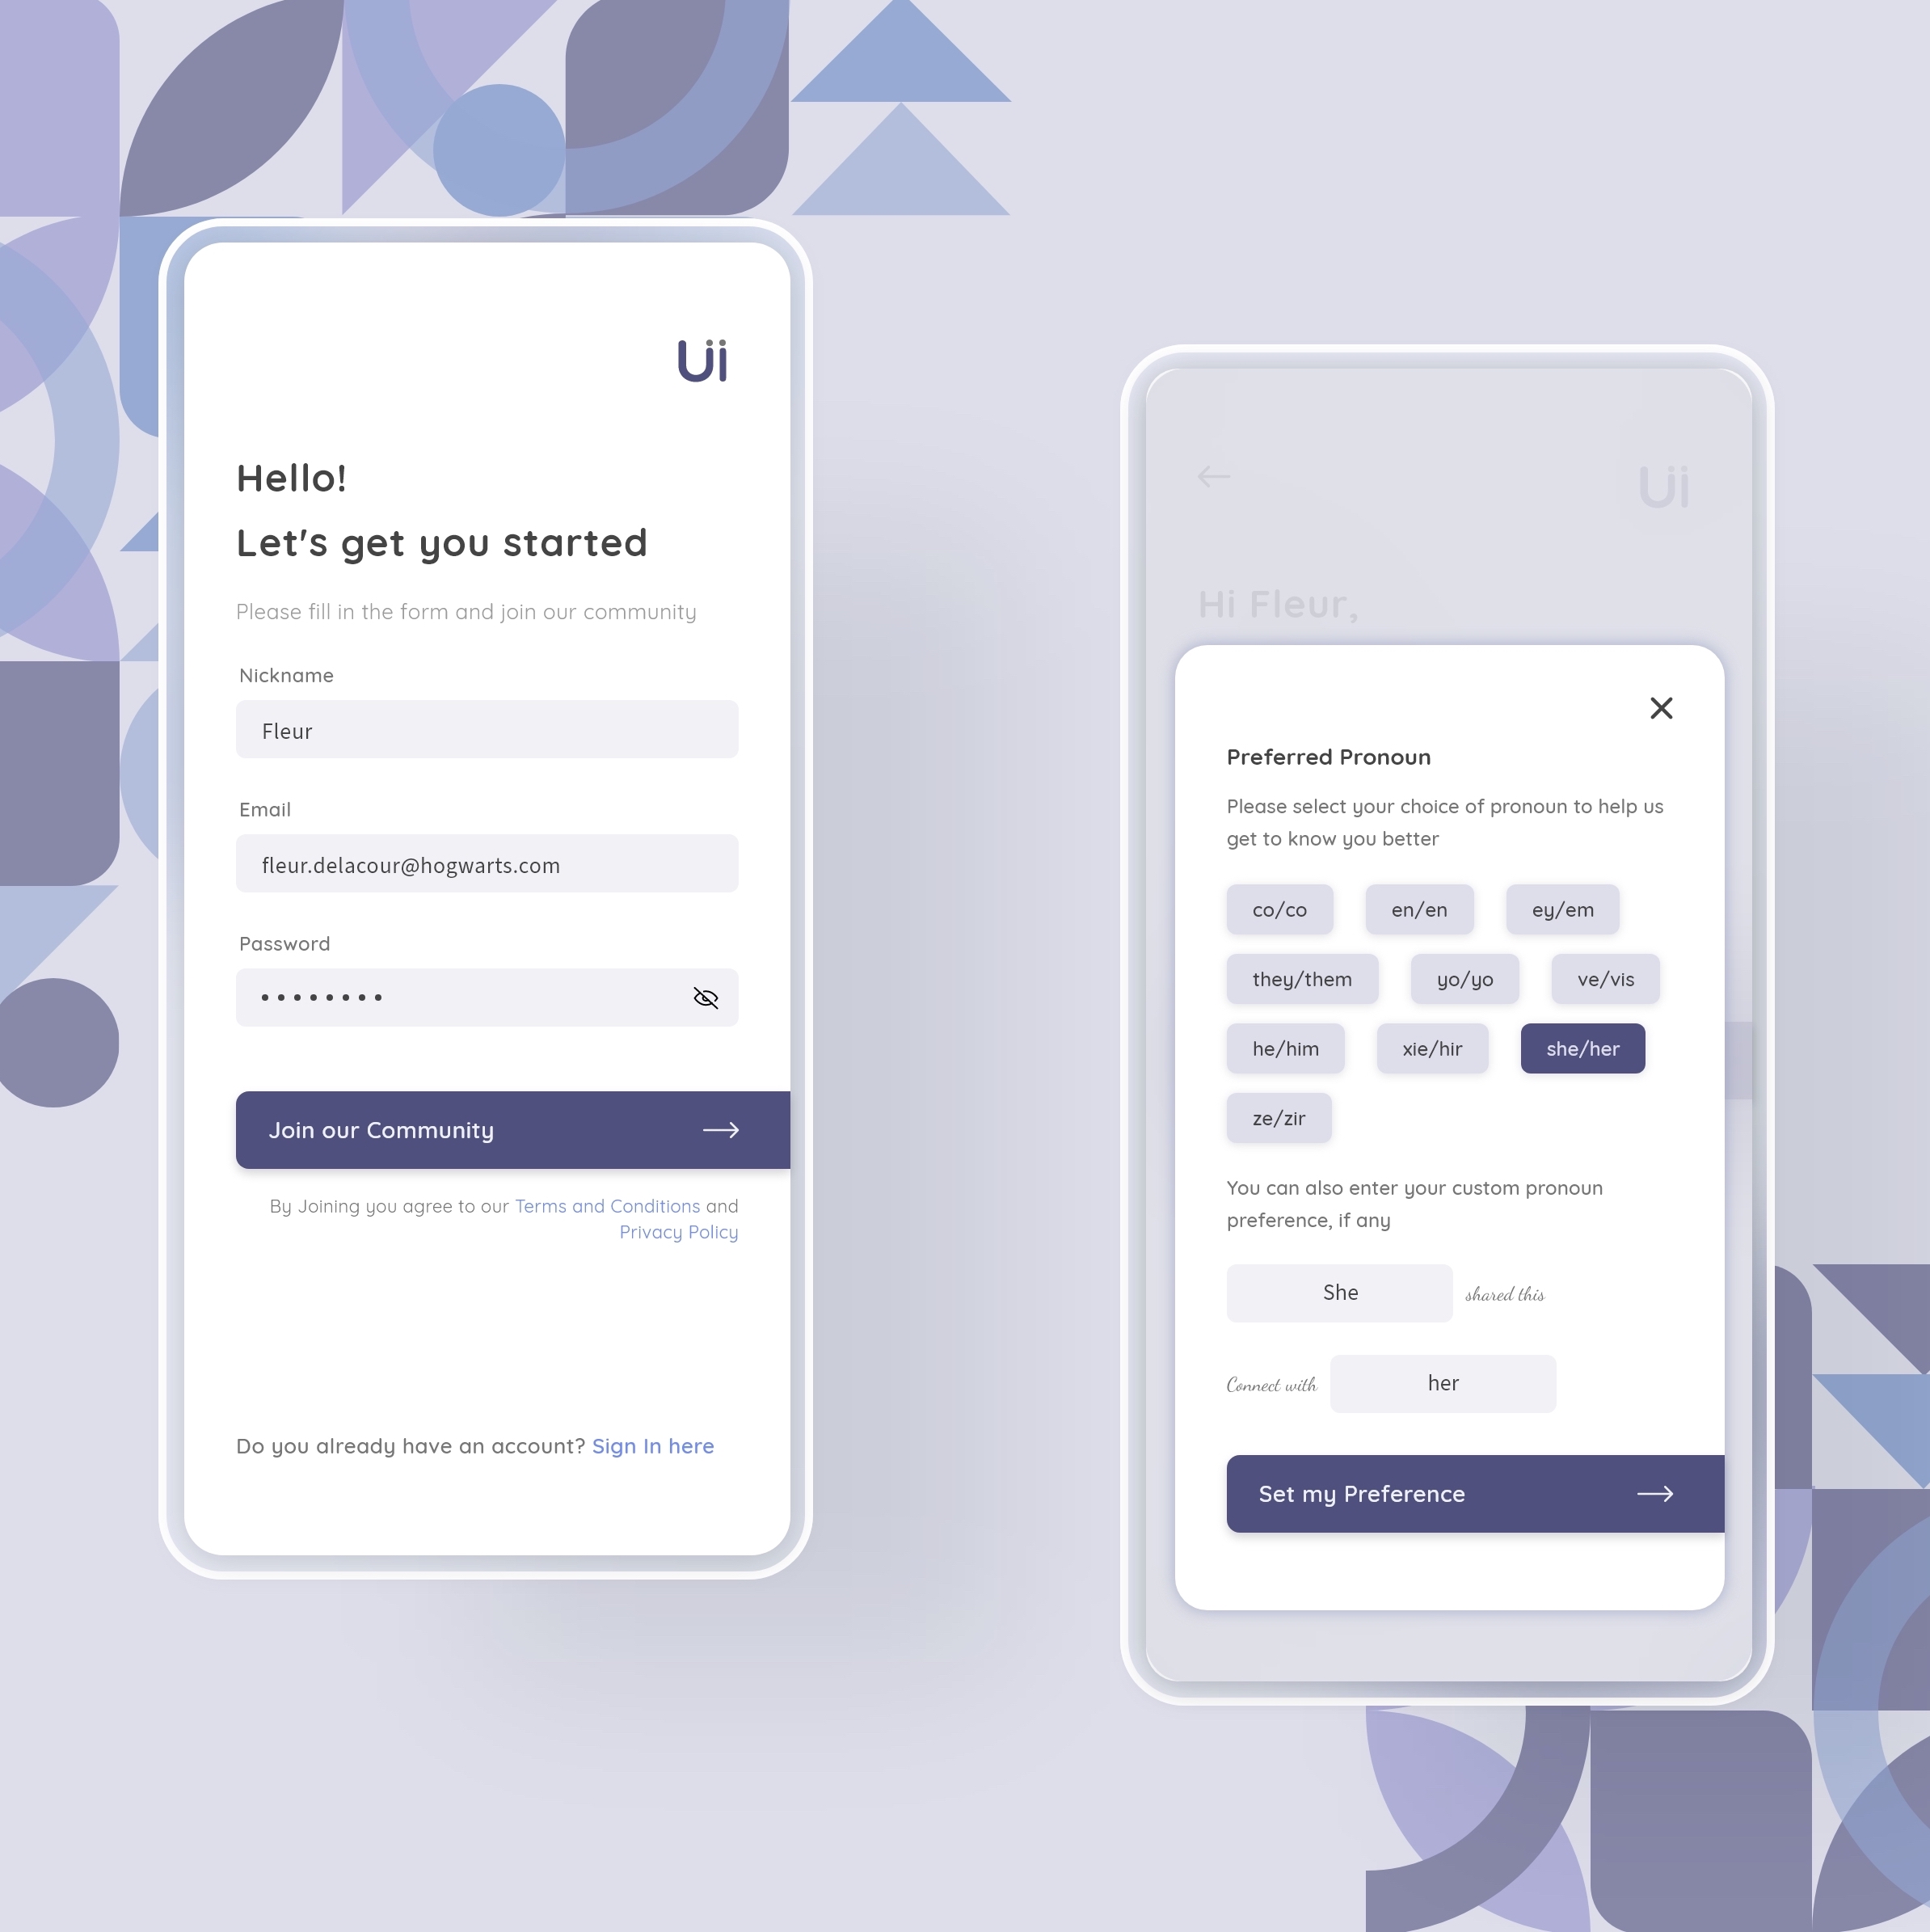 Uii
Hello!
Let's get you started
Please fill in the form and join our community
Nickname
Fleur
Email
fleur.delacour@hogwarts.com
Password
Join our Community
By Joining you agree to our Terms and Conditions and
Privacy Policy
Do you already have an account? Sign In here
Uii
Hi Fleur,
Preferred Pronoun
Please select your choice of pronoun to help us
get to know you better
co/co en/en ey/em
they/them yo/yo ve/vis
he/him xie/hir she/her
ze/zir
You can also enter your custom pronoun
preference, if any
She shared this
Connect with her
Set my Preference